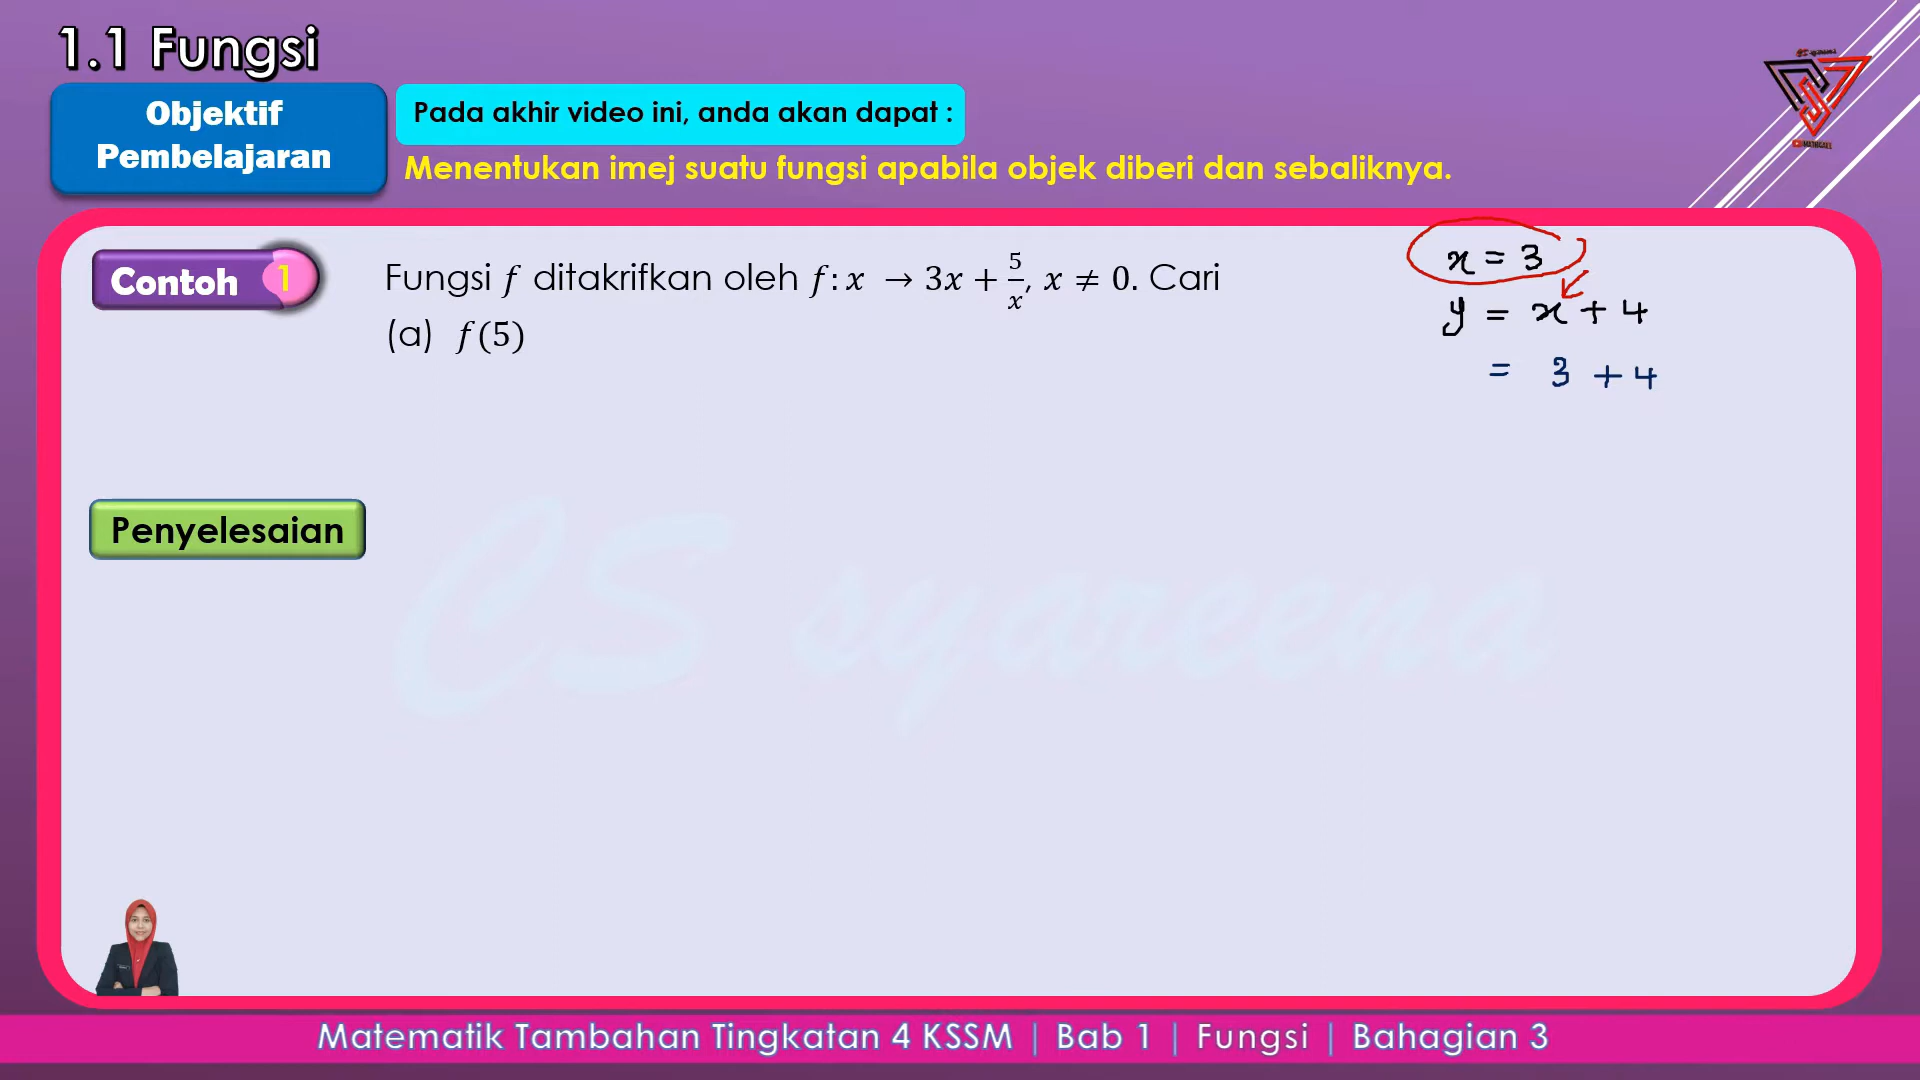 1.1 Fungsi
Objektif
Pembelajaran
Pada akhir video ini, anda akan dapat :
Menentukan imej suatu fungsi apabila objek diberi dan sebaliknya.
Contoh 1
Fungsi f ditakrifkan oleh f: x → 3x + 5/x, x ≠ 0. Cari
(a) f(5)
x = 3
y = x + 4
= 3 + 4
Penyelesaian
CS syareena
Matematik Tambahan Tingkatan 4 KSSM | Bab 1 | Fungsi | Bahagian 3